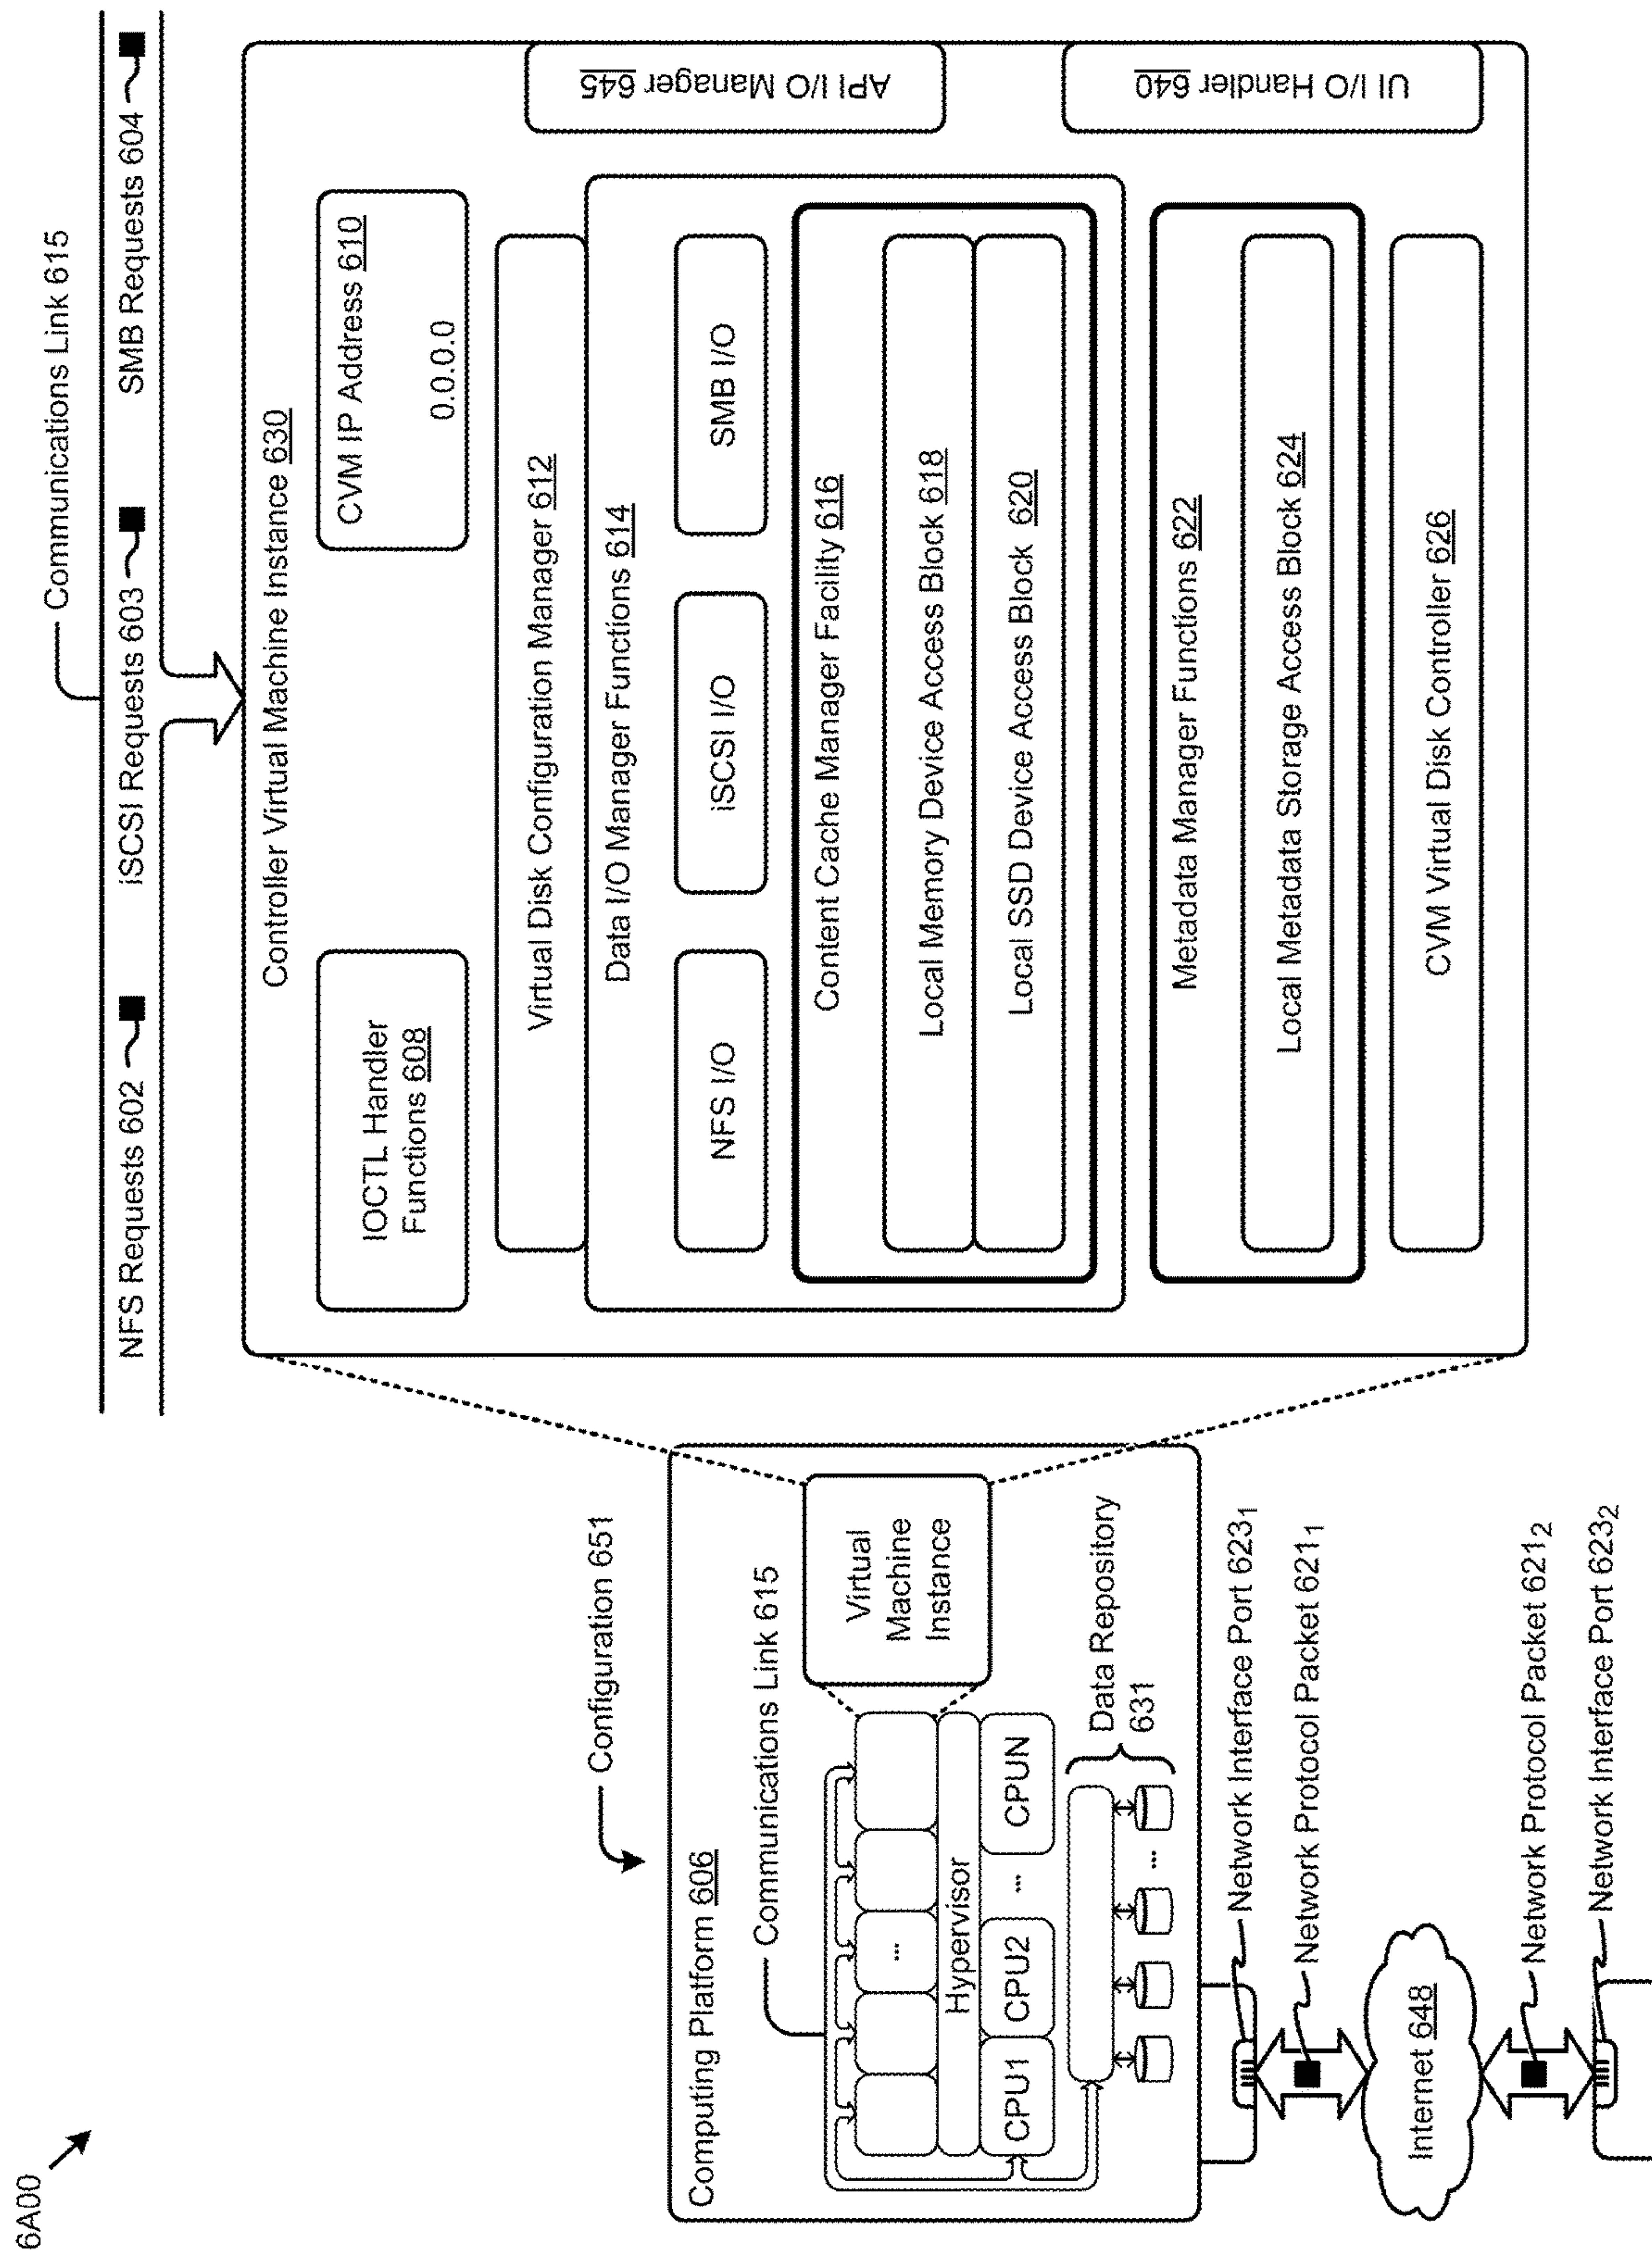 6A00
Communications Link 615
NFS Requests 602
iSCSI Requests 603
SMB Requests 604
Configuration 651
Computing Platform 606
Communications Link 615
...
Hypervisor
CPU1
CPU2
...
CPUN
Virtual
Machine
Instance
Data Repository
631
...
Network Interface Port 623₁
Network Protocol Packet 621₁
Internet 648
Network Protocol Packet 621₂
Network Interface Port 623₂
Controller Virtual Machine Instance 630
IOCTL Handler
Functions 608
CVM IP Address 610
0.0.0.0
Virtual Disk Configuration Manager 612
Data I/O Manager Functions 614
NFS I/O
iSCSI I/O
SMB I/O
Content Cache Manager Facility 616
Local Memory Device Access Block 618
Local SSD Device Access Block 620
Metadata Manager Functions 622
Local Metadata Storage Access Block 624
CVM Virtual Disk Controller 626
API I/O Manager 645
UI I/O Handler 640